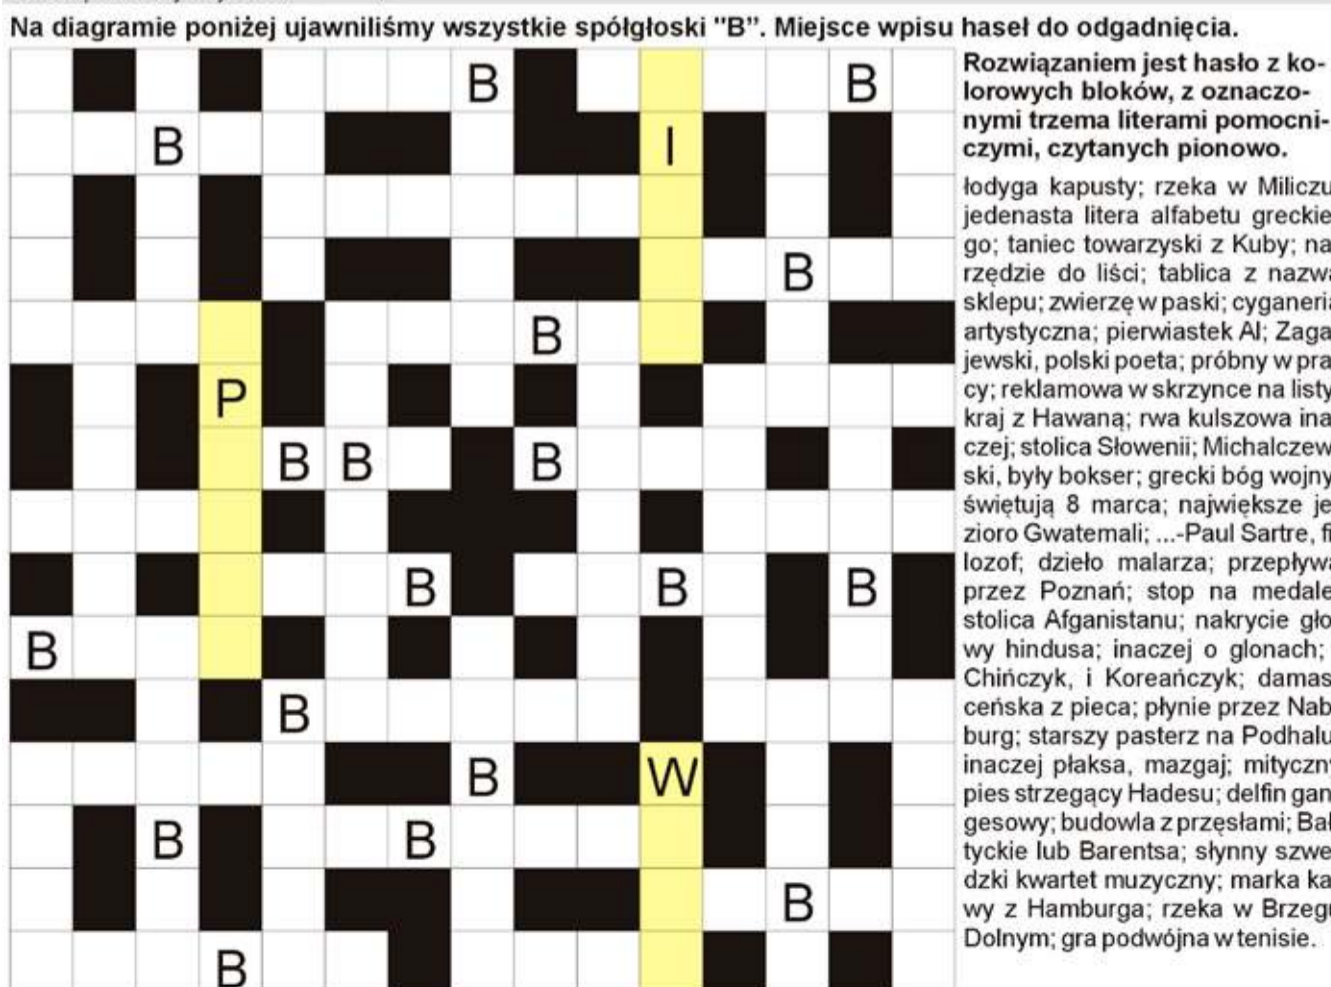 Na diagramie poniżej ujawniliśmy wszystkie spółgłoski "B". Miejsce wpisu haseł do odgadnięcia.
B B
B I
B
B
P
B B B
B B B
B
B
B W
B B
B
B
Rozwiązaniem jest hasło z ko-
lorowych bloków, z oznaczo-
nymi trzema literami pomocni-
czymi, czytanych pionowo.
łodyga kapusty; rzeka w Miliczu
jedenasta litera alfabetu greckie
go; taniec towarzyski z Kuby; na
rzędzie do liści; tablica z nazwą
sklepu; zwierzę w paski; cyganeria
artystyczna; pierwiastek Al; Zaga
jewski, polski poeta; próbny w pra
cy; reklamowa w skrzynce na listy
kraj z Hawaną; rwa kulszowa ina
czej; stolica Słowenii; Michalczew
ski, były bokser; grecki bóg wojny
świętują 8 marca; największe je
zioro Gwatemali; ...-Paul Sartre, fi
lozof; dzieło malarza; przepływa
przez Poznań; stop na medale
stolica Afganistanu; nakrycie gło
wy hindusa; inaczej o glonach;
Chińczyk, i Koreańczyk; damas
ceńska z pieca; płynie przez Nab
burg; starszy pasterz na Podhalu
inaczej płaksa, mazgaj; mityczny
pies strzegący Hadesu; delfin gan
gesowy; budowla z przęsłami; Bał
tyckie lub Barentsa; słynny szwe
dzki kwartet muzyczny; marka ka
wy z Hamburga; rzeka w Brzegu
Dolnym; gra podwójna w tenisie.